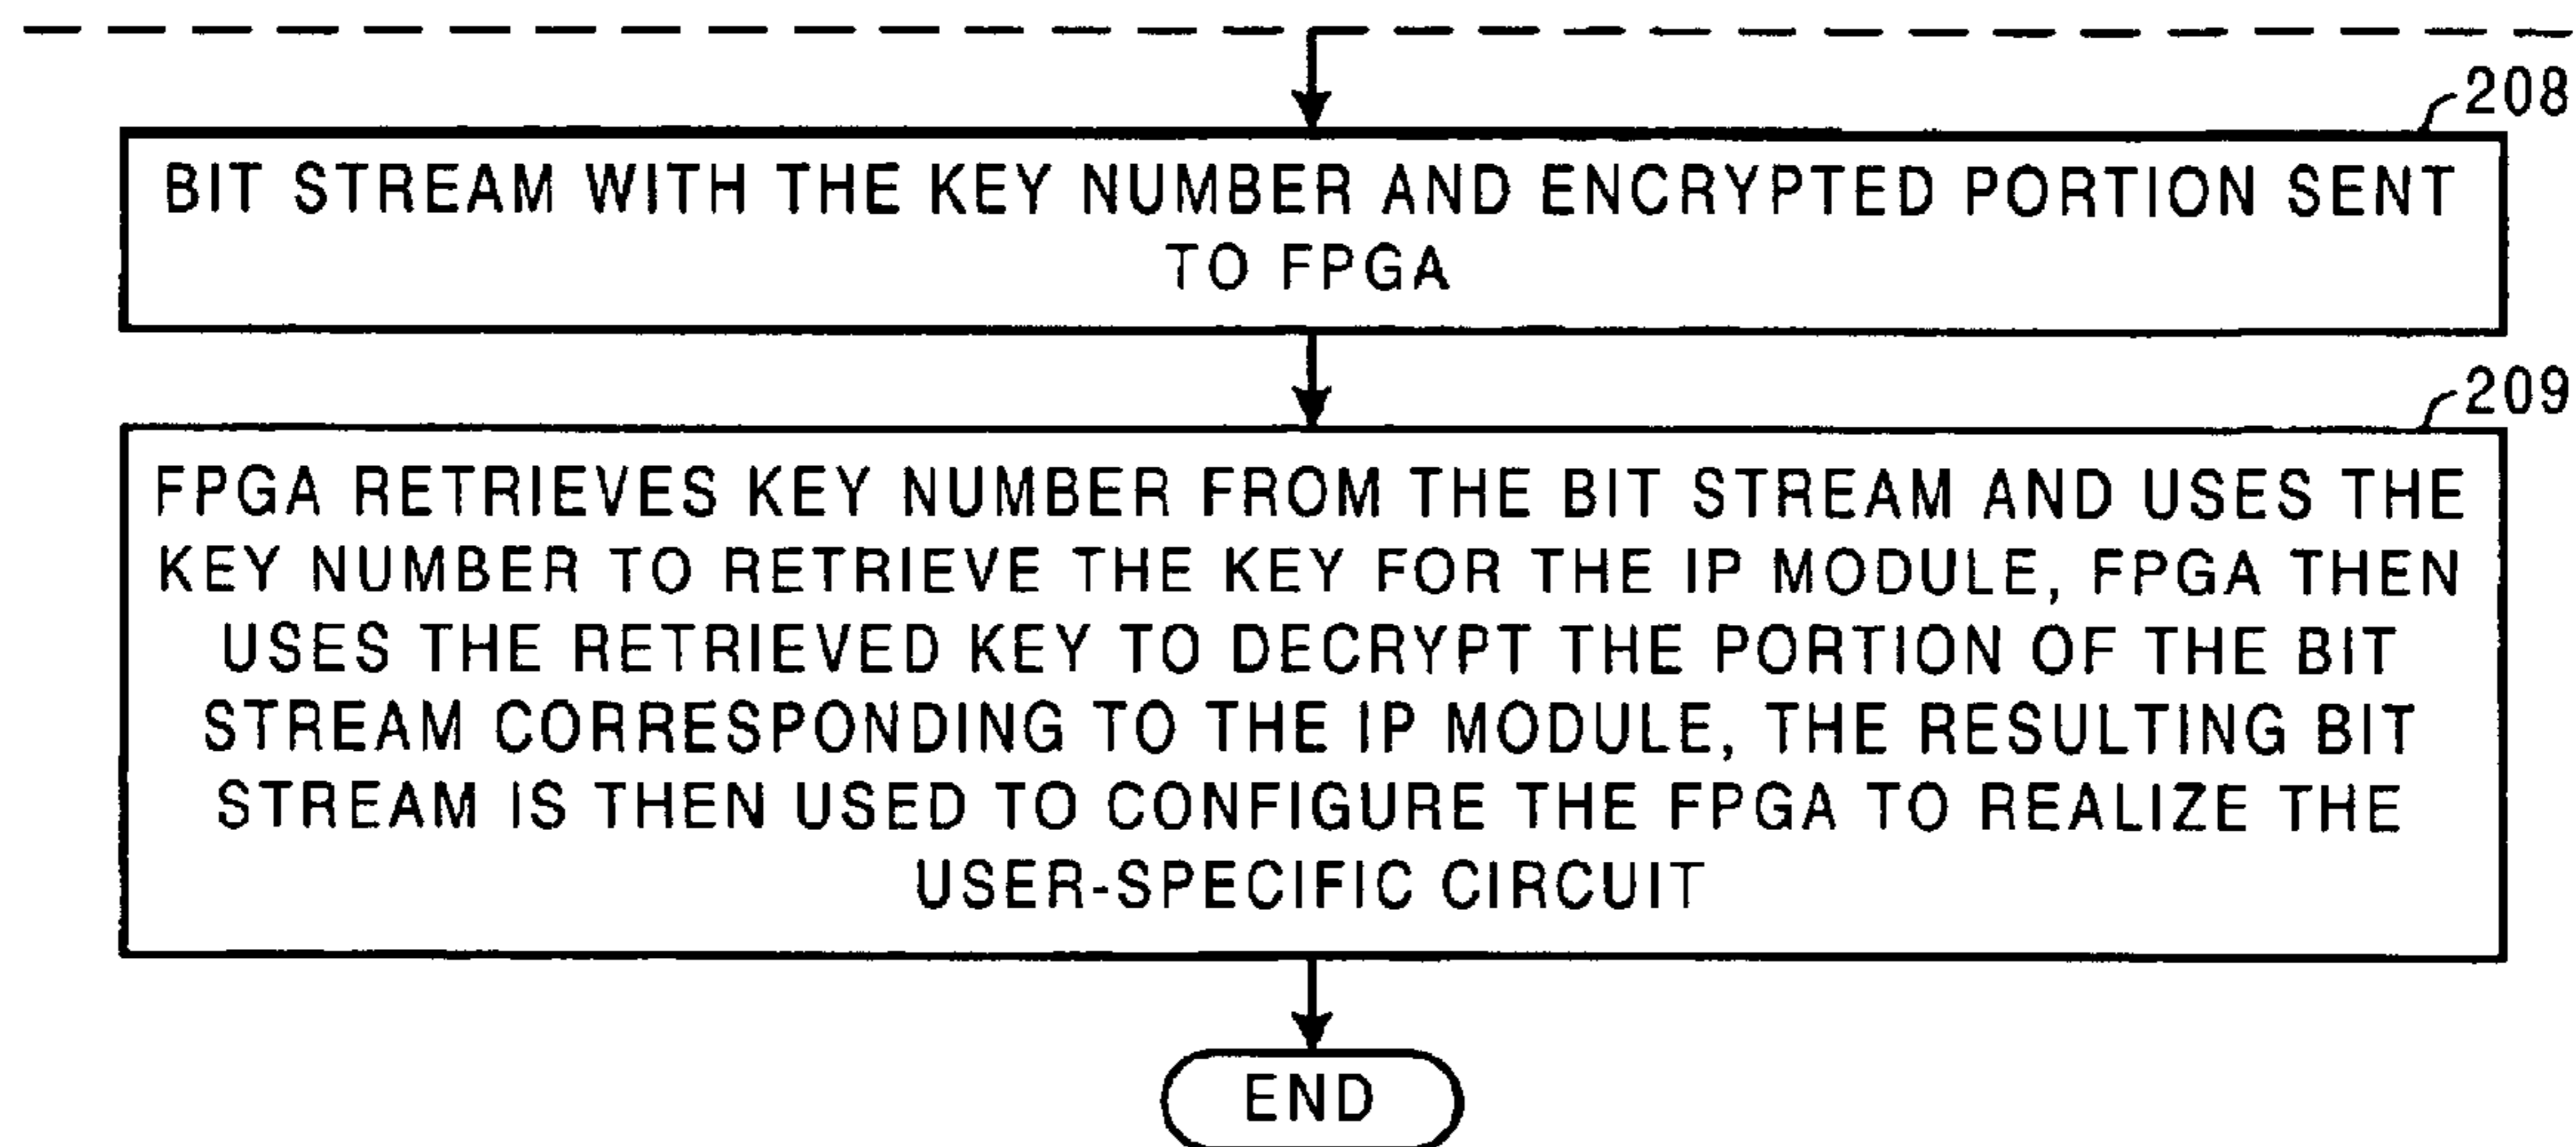 208
BIT STREAM WITH THE KEY NUMBER AND ENCRYPTED PORTION SENT
TO FPGA
209
FPGA RETRIEVES KEY NUMBER FROM THE BIT STREAM AND USES THE
KEY NUMBER TO RETRIEVE THE KEY FOR THE IP MODULE, FPGA THEN
USES THE RETRIEVED KEY TO DECRYPT THE PORTION OF THE BIT
STREAM CORRESPONDING TO THE IP MODULE, THE RESULTING BIT
STREAM IS THEN USED TO CONFIGURE THE FPGA TO REALIZE THE
USER-SPECIFIC CIRCUIT
END